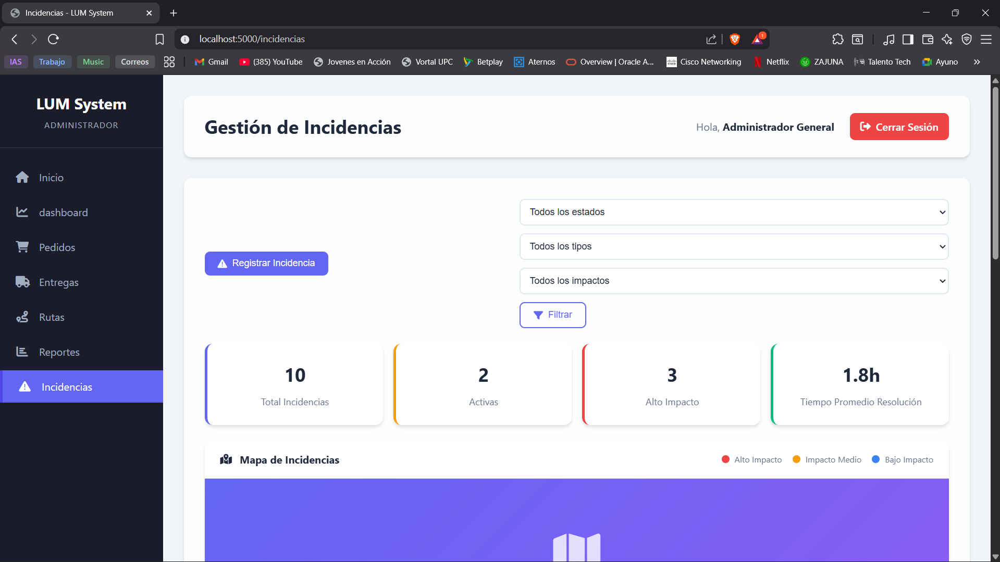 Incidencias - LUM System
localhost:5000/incidencias
1
IAS
Trabajo
Music
Correos
Gmail
(385) YouTube
Jovenes en Acción
Vortal UPC
Betplay
Aternos
Overview | Oracle A...
Cisco Networking
Netflix
ZAJUNA
Talento Tech
Ayuno
LUM System
ADMINISTRADOR
Inicio
dashboard
Pedidos
Entregas
Rutas
Reportes
Incidencias
Gestión de Incidencias
Hola, Administrador General
Cerrar Sesión
Registrar Incidencia
Todos los estados
Todos los tipos
Todos los impactos
Filtrar
10
Total Incidencias
2
Activas
3
Alto Impacto
1.8h
Tiempo Promedio Resolución
Mapa de Incidencias
Alto Impacto
Impacto Medio
Bajo Impacto